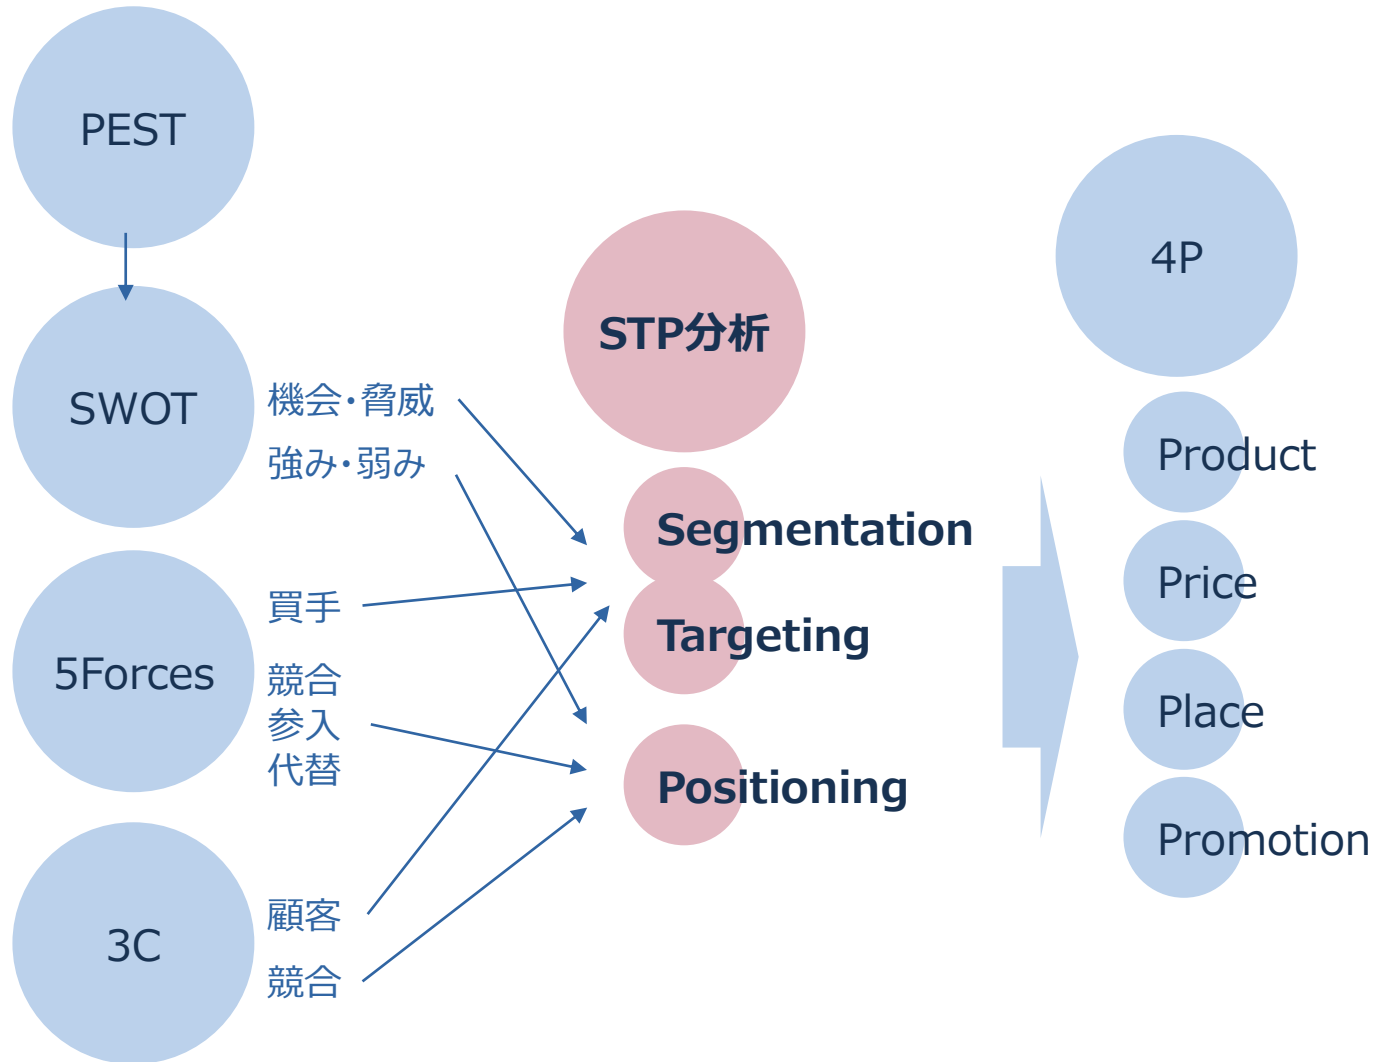 PEST
SWOT
機会・脅威
強み・弱み
5Forces
買手
競合
参入
代替
3C
顧客
競合
STP分析
Segmentation
Targeting
Positioning
4P
Product
Price
Place
Promotion